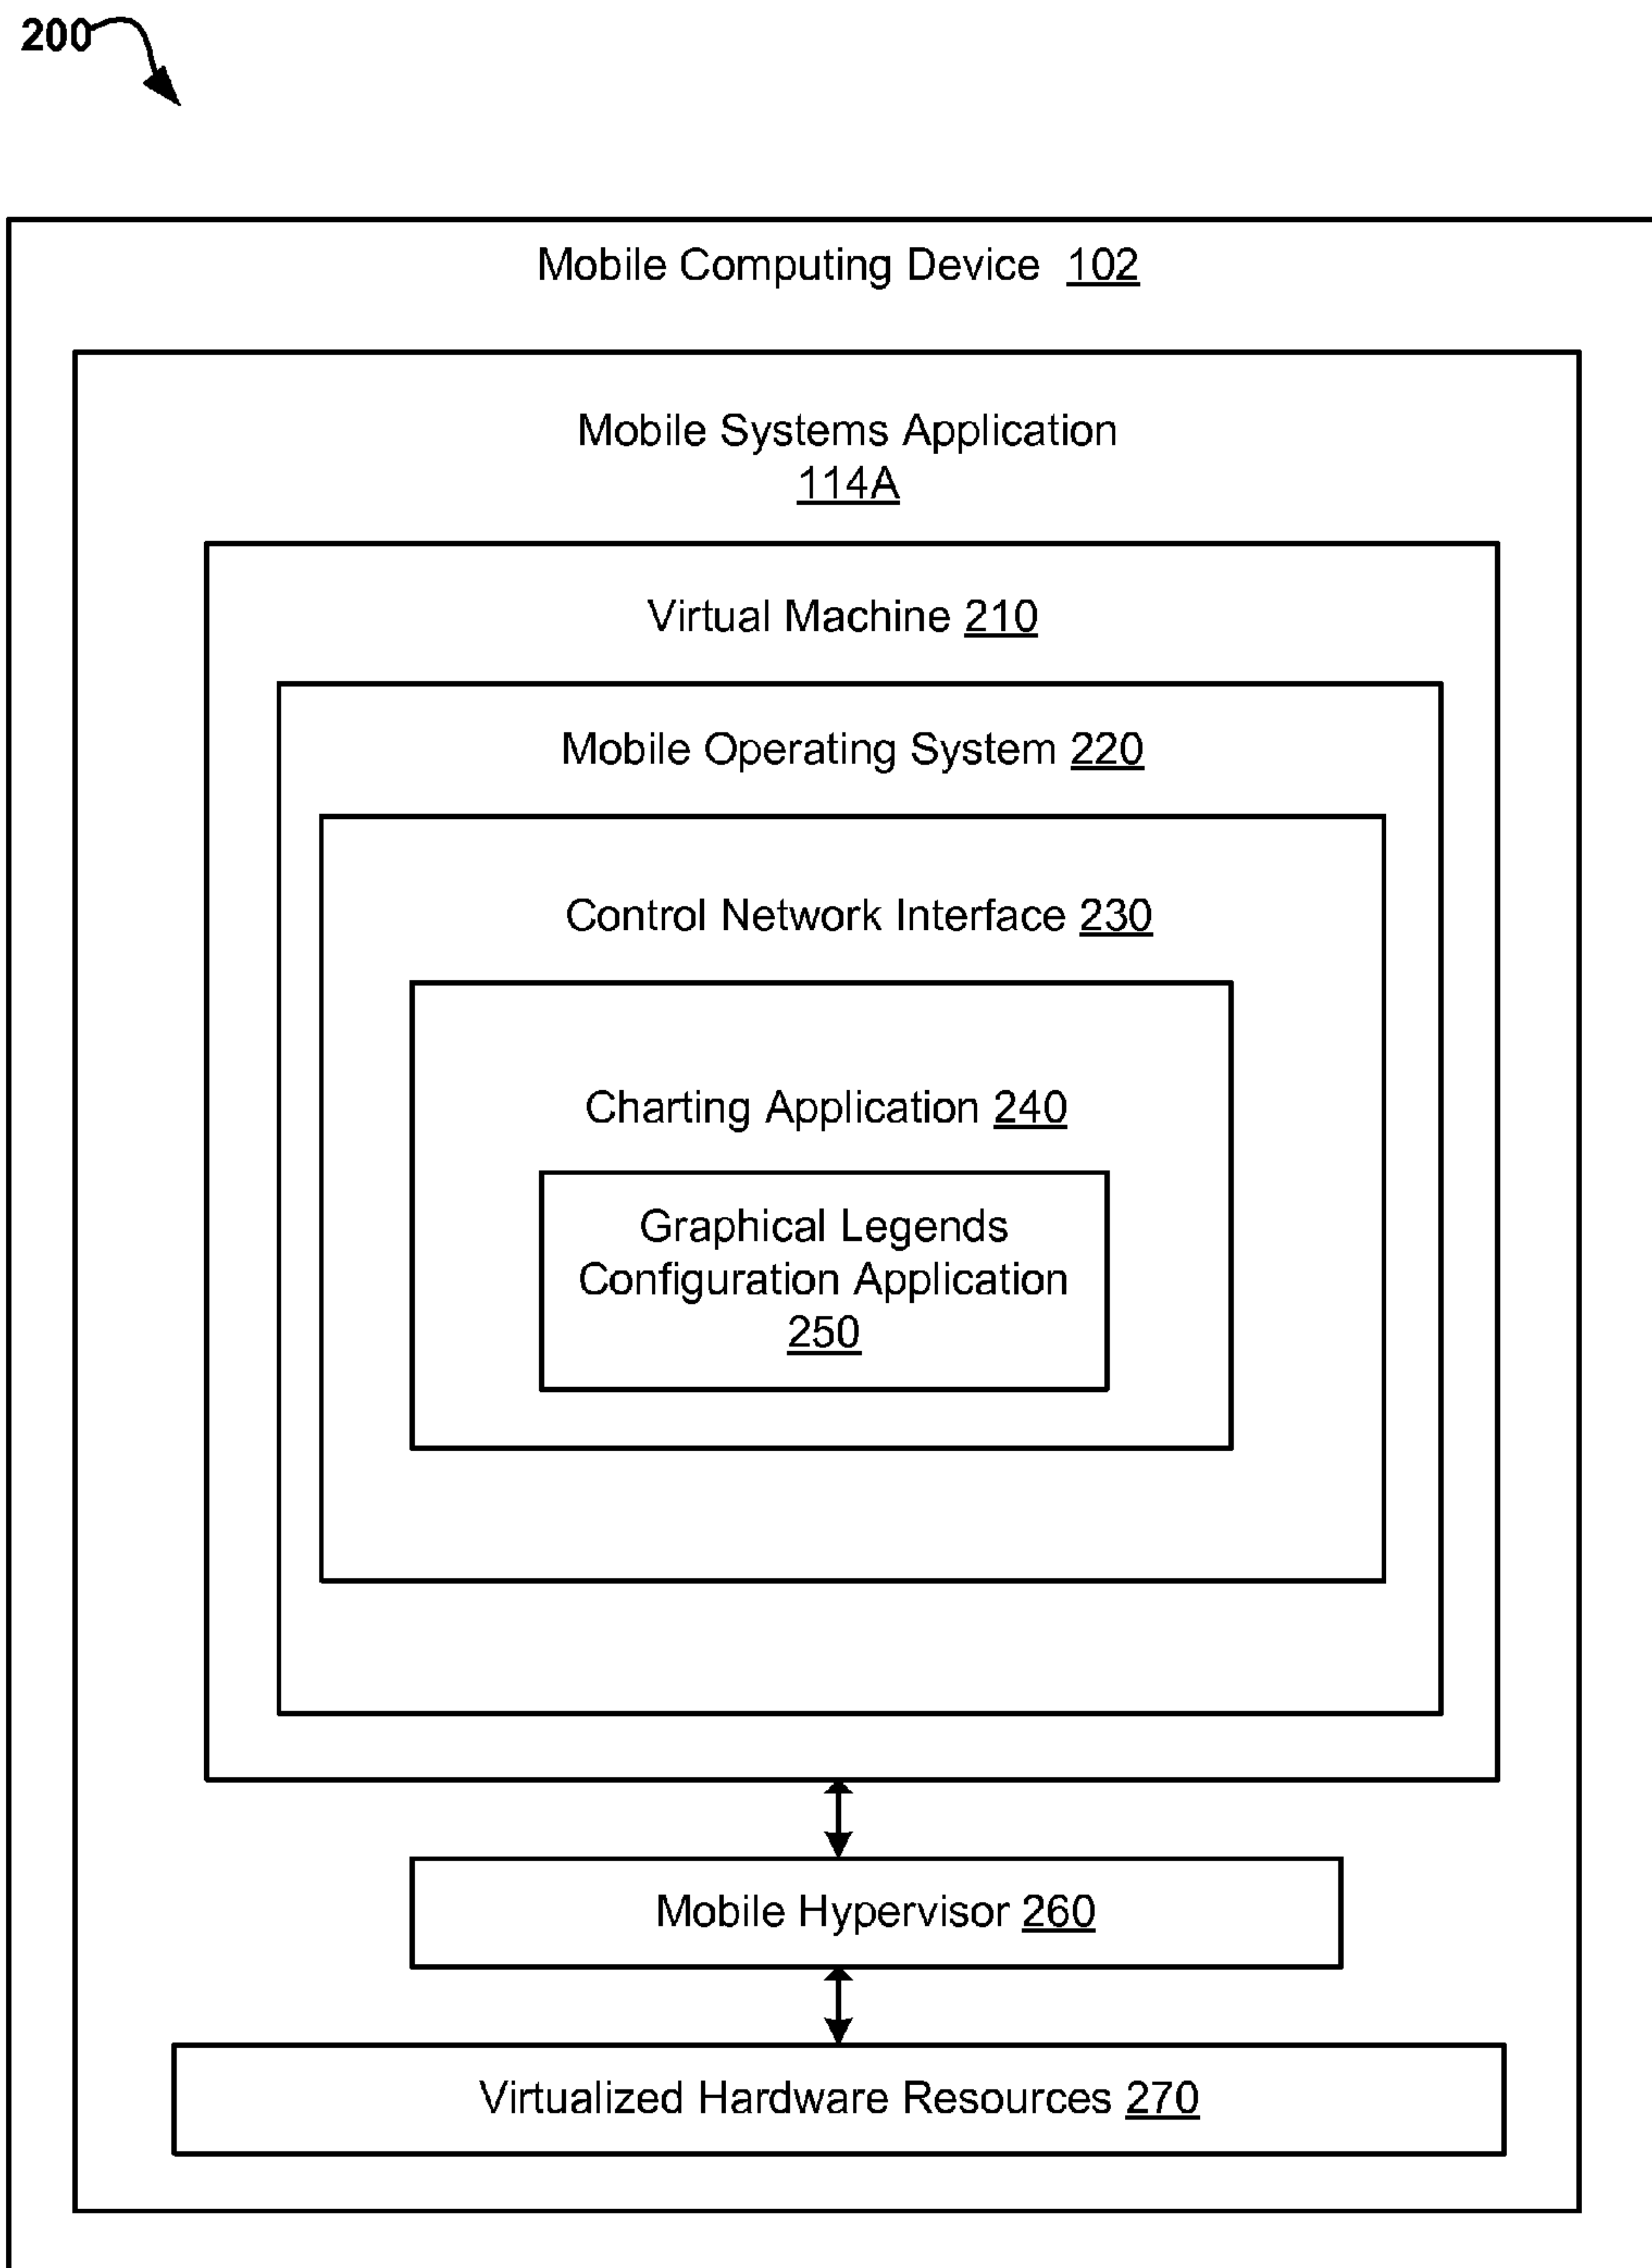 200
Mobile Computing Device 102
Mobile Systems Application
114A
Virtual Machine 210
Mobile Operating System 220
Control Network Interface 230
Charting Application 240
Graphical Legends
Configuration Application
250
Mobile Hypervisor 260
Virtualized Hardware Resources 270